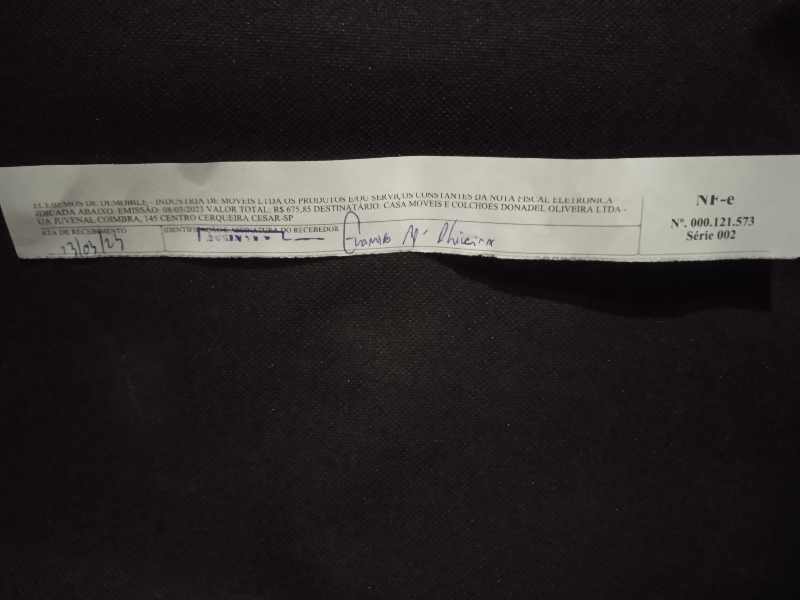 ECEBEMOS DE DEMOBILE - INDUSTRIA DE MOVEIS LTDA OS PRODUTOS E/OU SERVIÇOS CONSTANTES DA NOTA FISCAL ELETRÔNICA
NDICADA ABAIXO. EMISSÃO: 08/03/2023 VALOR TOTAL: R$ 675,85 DESTINATÁRIO: CASA MOVEIS E COLCHOES DONADEL OLIVEIRA LTDA -
UA JUVENAL COIMBRA, 145 CENTRO CERQUEIRA CESAR-SP
ATA DE RECEBIMENTO
IDENTIFICAÇÃO E ASSINATURA DO RECEBEDOR
Oliveira
NF-e
Nº. 000.121.573
Série 002